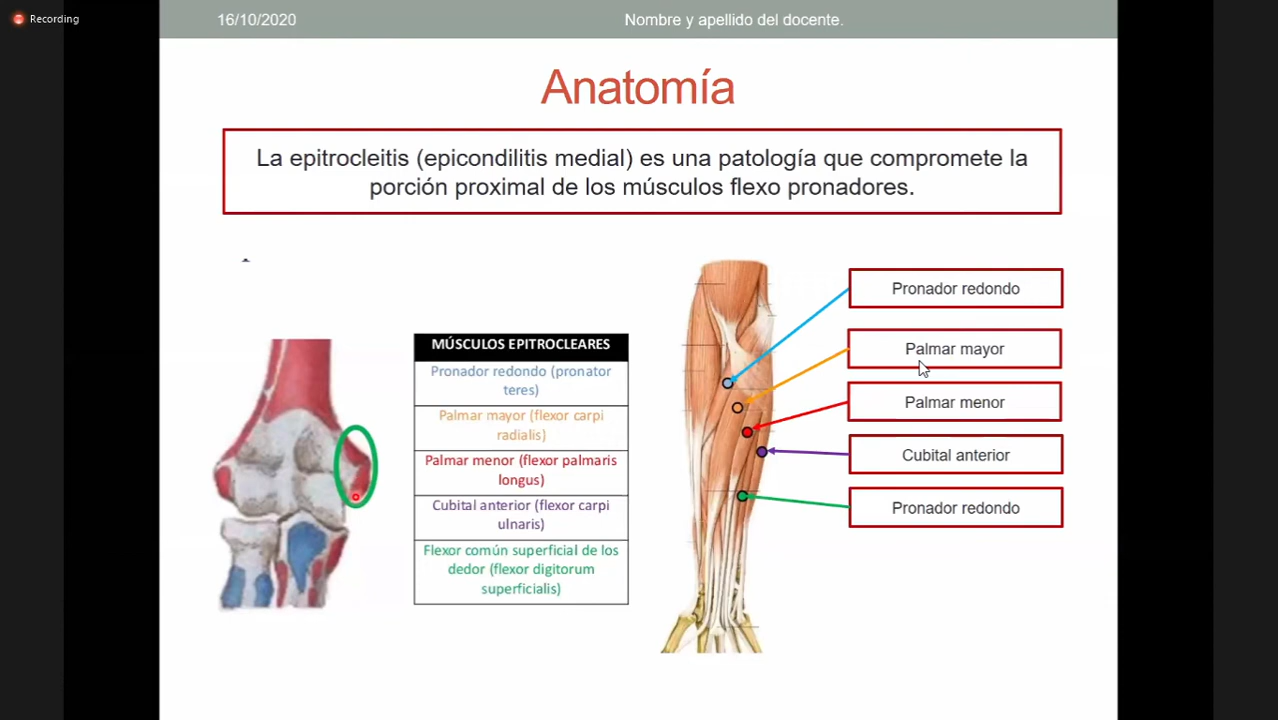 Recording
16/10/2020
Nombre y apellido del docente.
Anatomía
La epitrocleitis (epicondilitis medial) es una patología que compromete la
porción proximal de los músculos flexo pronadores.
MÚSCULOS EPITROCLEARES
Pronador redondo (pronator
teres)
Palmar mayor (flexor carpi
radialis)
Palmar menor (flexor palmaris
longus)
Cubital anterior (flexor carpi
ulnaris)
Flexor común superficial de los
dedor (flexor digitorum
superficialis)
Pronador redondo
Palmar mayor
Palmar menor
Cubital anterior
Pronador redondo